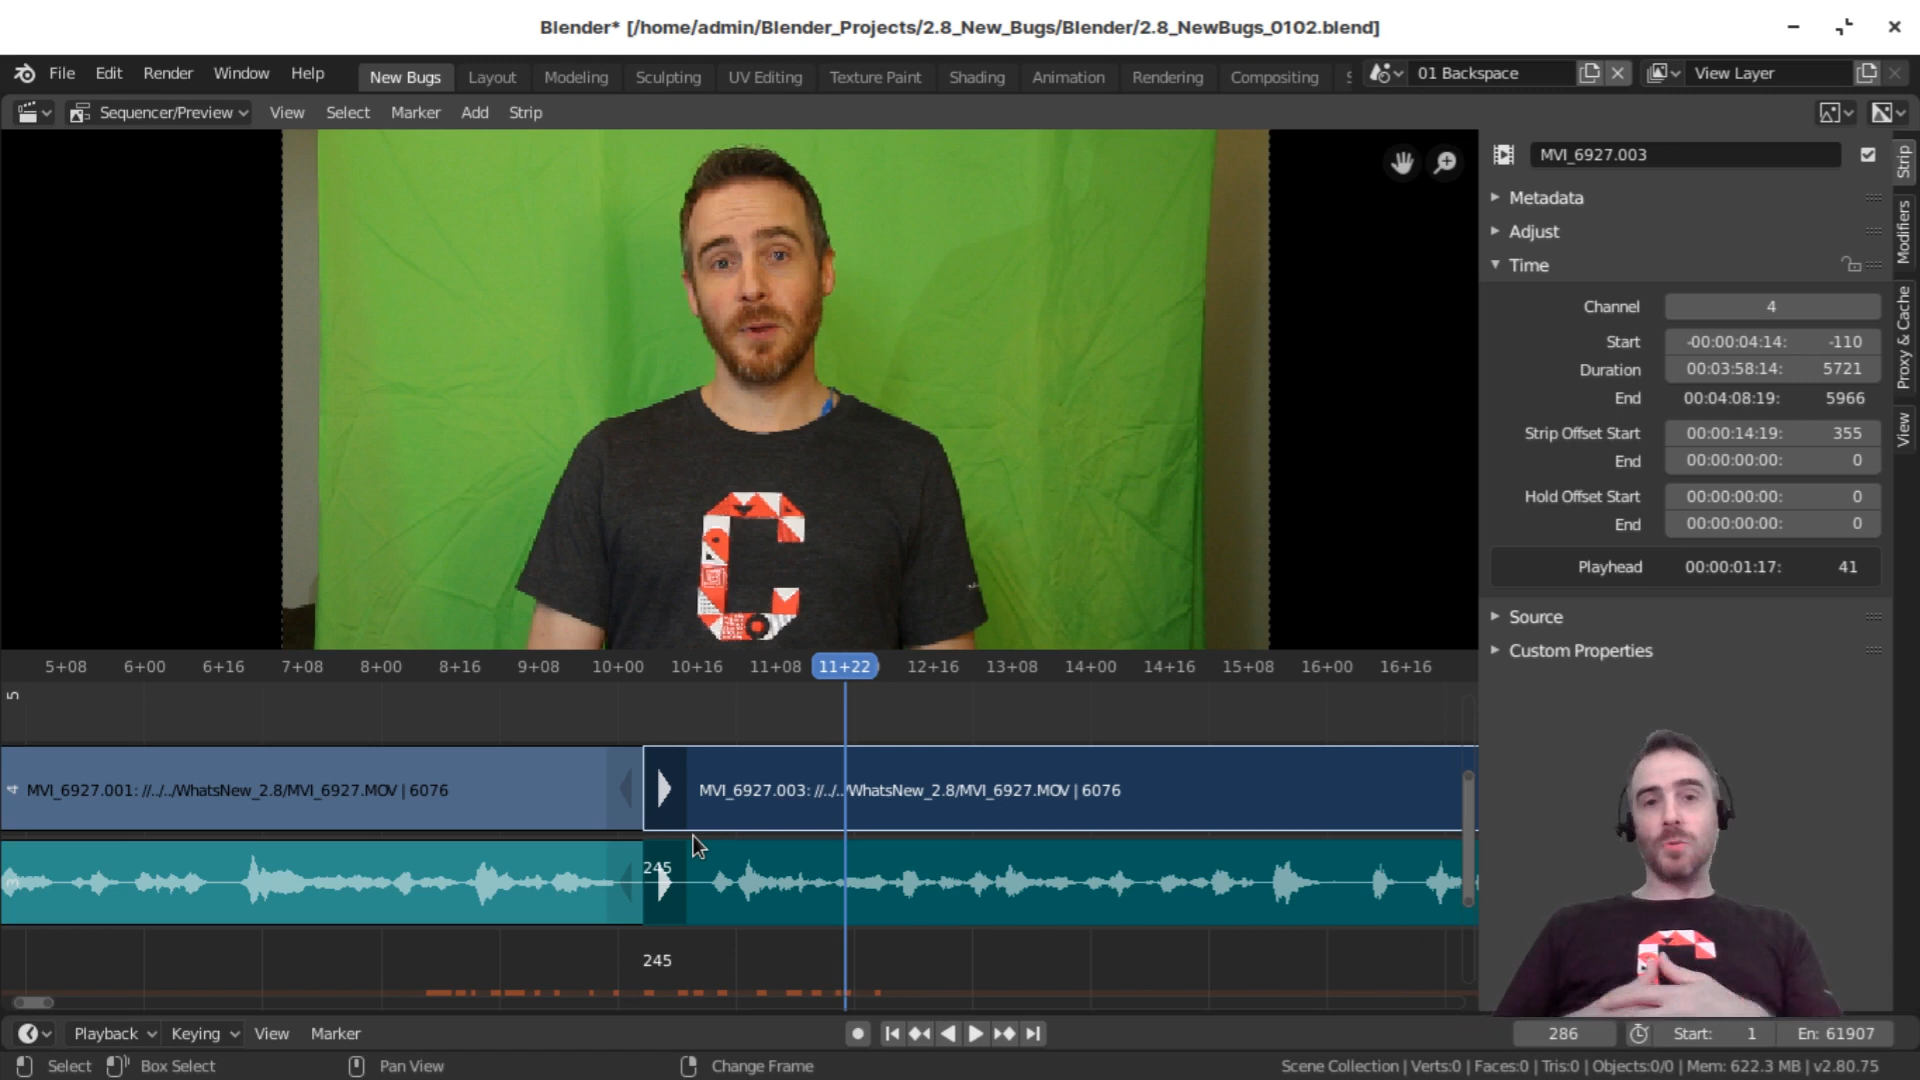 Blender* [/home/admin/Blender_Projects/2.8_New_Bugs/Blender/2.8_NewBugs_0102.blend]
File Edit Render Window Help New Bugs Layout Modeling Sculpting UV Editing Texture Paint Shading Animation Rendering Compositing 01 Backspace View Layer
Sequencer/Preview View Select Marker Add Strip
MVI_6927.003
Metadata
Adjust
Time
Channel 4
Start -00:00:04:14: -110
Duration 00:03:58:14: 5721
End 00:04:08:19: 5966
Strip Offset Start 00:00:14:19: 355
End 00:00:00:00: 0
Hold Offset Start 00:00:00:00: 0
End 00:00:00:00: 0
Playhead 00:00:01:17: 41
Source
Custom Properties
Strip
Modifiers
Proxy & Cache
View
C
5+08 6+00 6+16 7+08 8+00 8+16 9+08 10+00 10+16 11+08 11+22 12+16 13+08 14+00 14+16 15+08 16+00 16+16
5
4 MVI_6927.001: //../../WhatsNew_2.8/MVI_6927.MOV | 6076 MVI_6927.003: //../../WhatsNew_2.8/MVI_6927.MOV | 6076
3 245
245
Playback Keying View Marker 286 Start: 1 En: 61907
Select Box Select Pan View Change Frame Scene Collection | Verts:0 | Faces:0 | Tris:0 | Objects:0/0 | Mem: 622.3 MB | v2.80.75